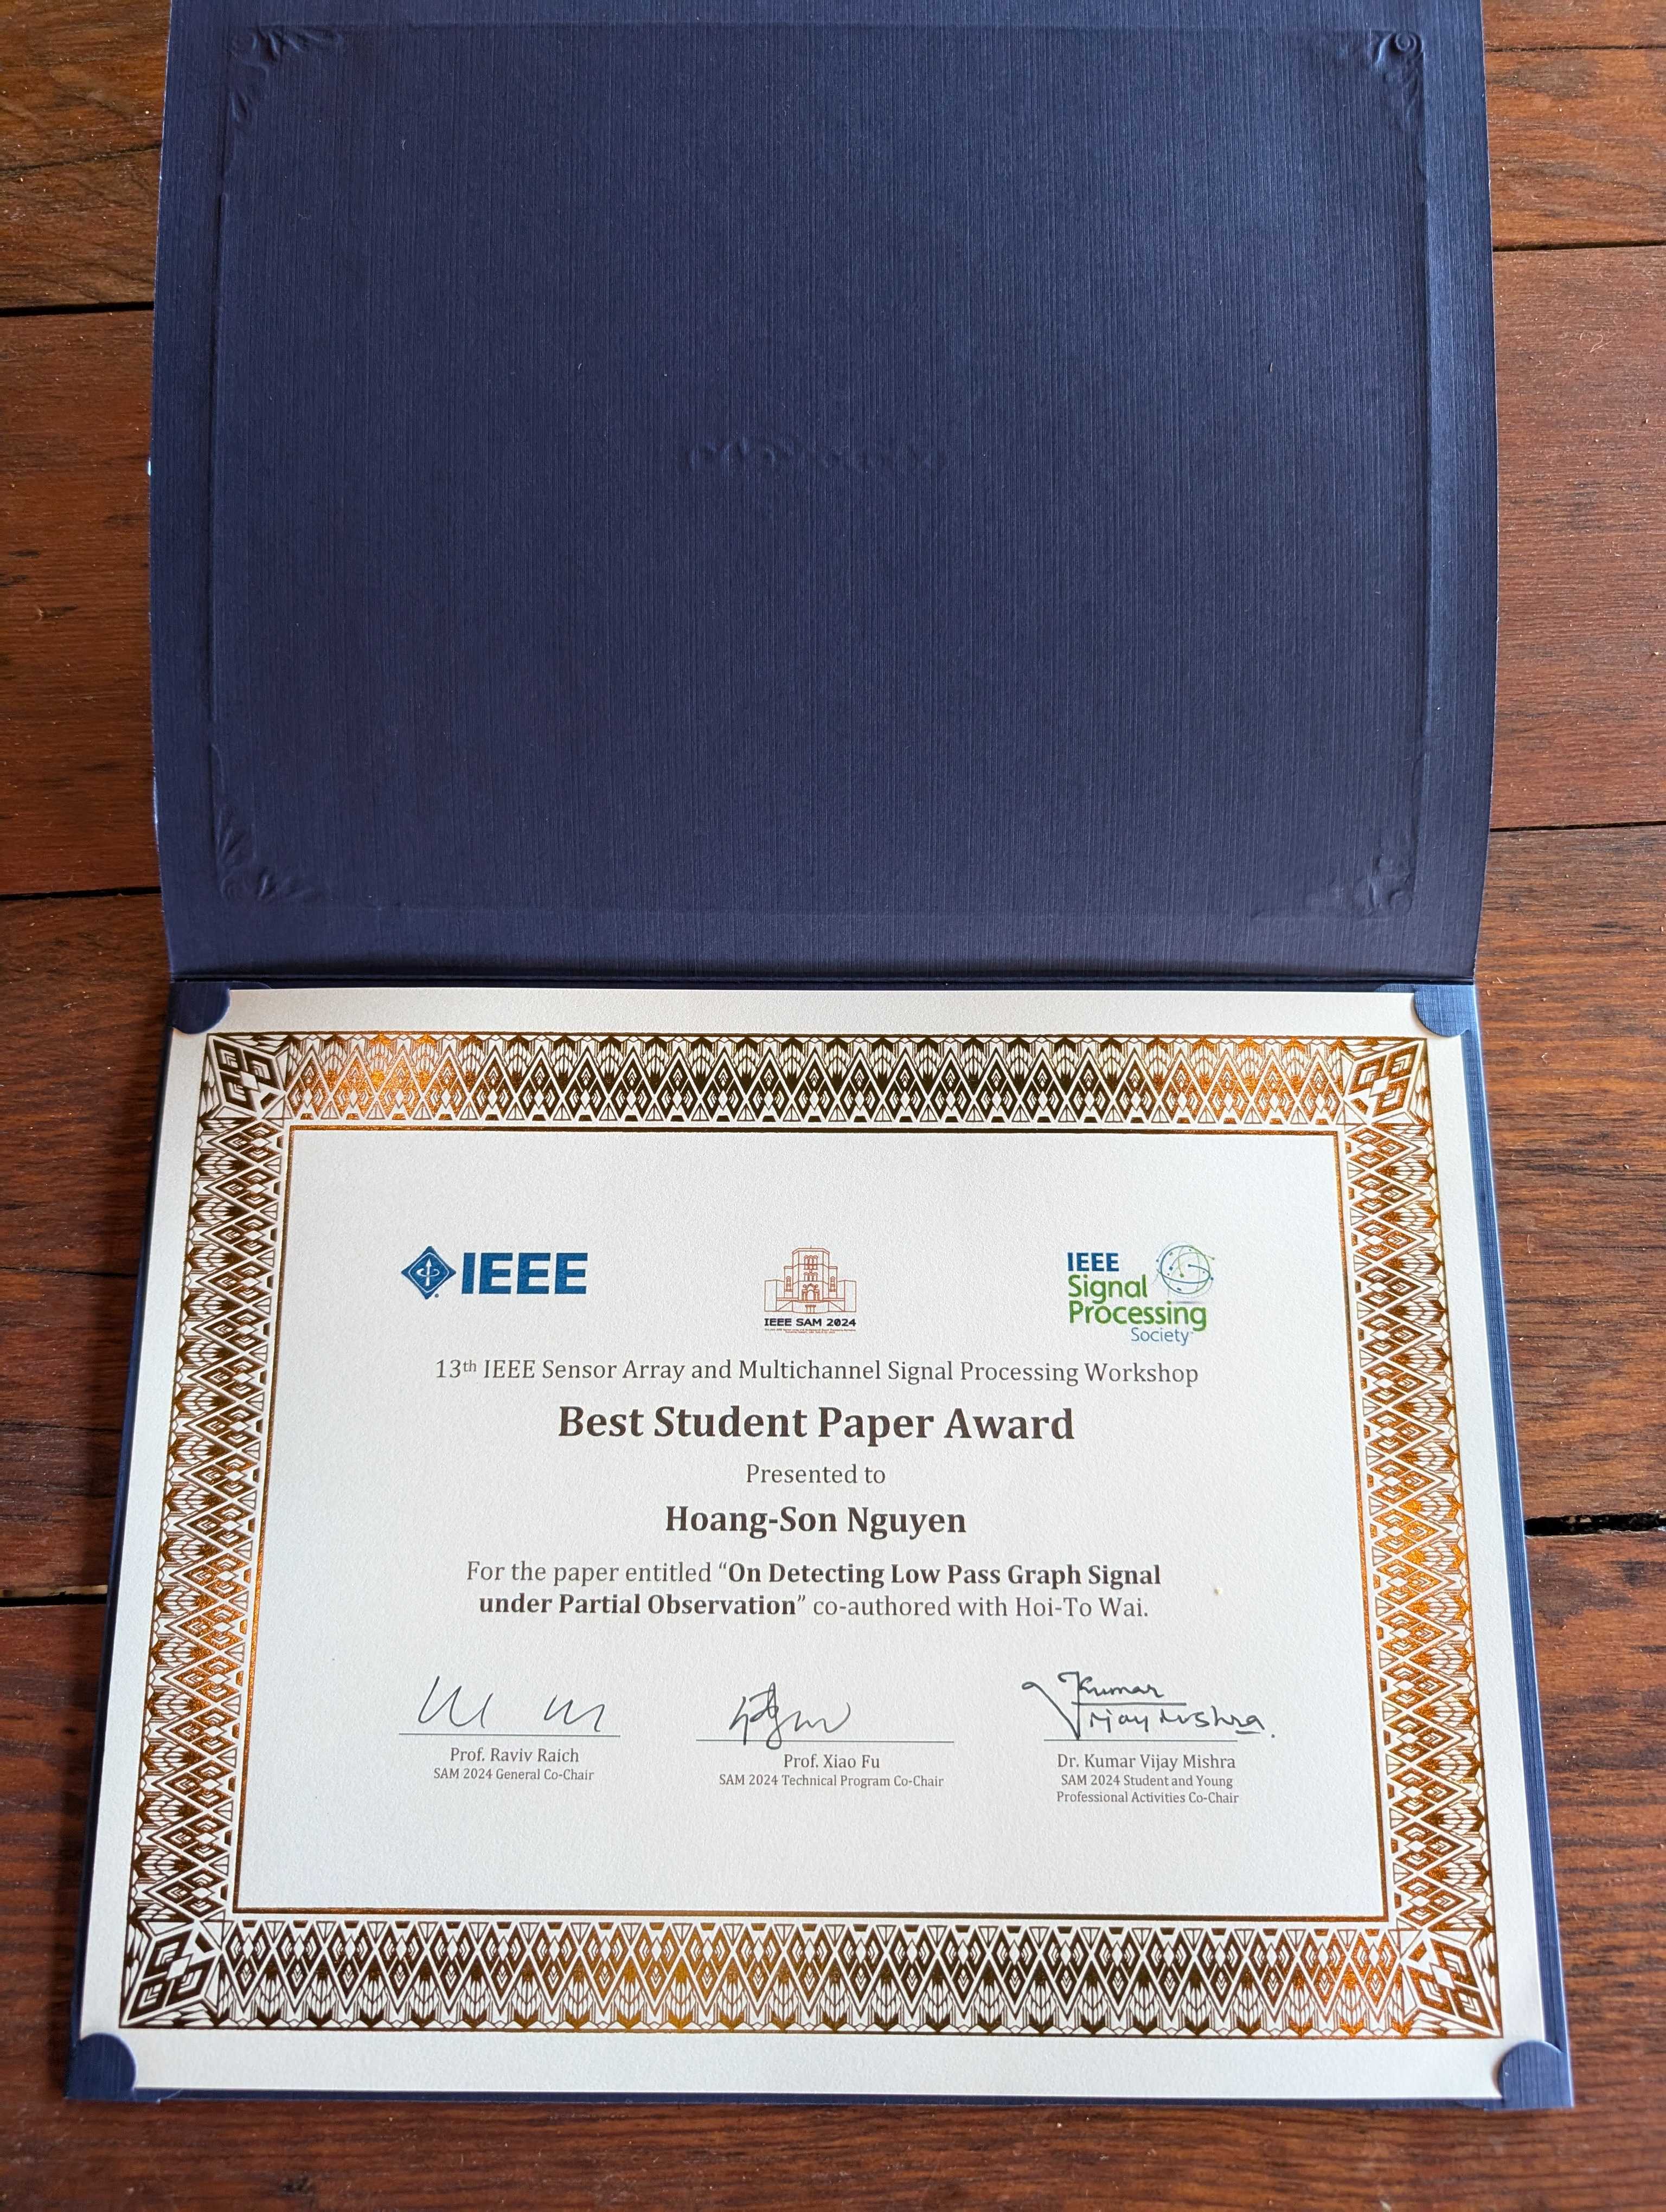 IEEE
IEEE SAM 2024
IEEE
Signal
Processing
Society
13th IEEE Sensor Array and Multichannel Signal Processing Workshop
Best Student Paper Award
Presented to
Hoang-Son Nguyen
For the paper entitled “On Detecting Low Pass Graph Signal
under Partial Observation” co-authored with Hoi-To Wai.
Kumar
Vijay Mishra.
Prof. Raviv Raich
SAM 2024 General Co-Chair
Prof. Xiao Fu
SAM 2024 Technical Program Co-Chair
Dr. Kumar Vijay Mishra
SAM 2024 Student and Young
Professional Activities Co-Chair